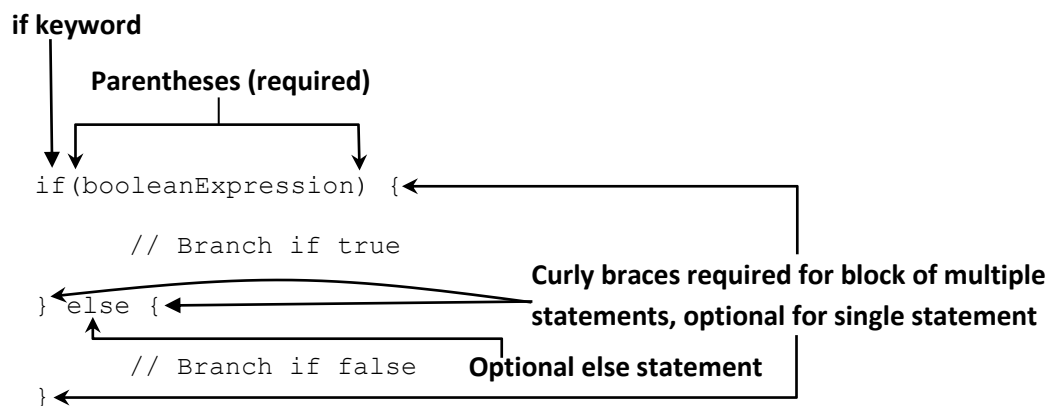 if keyword
Parentheses (required)
if(booleanExpression) {
// Branch if true
Curly braces required for block of multiple
} else {
statements, optional for single statement
// Branch if false
Optional else statement
}